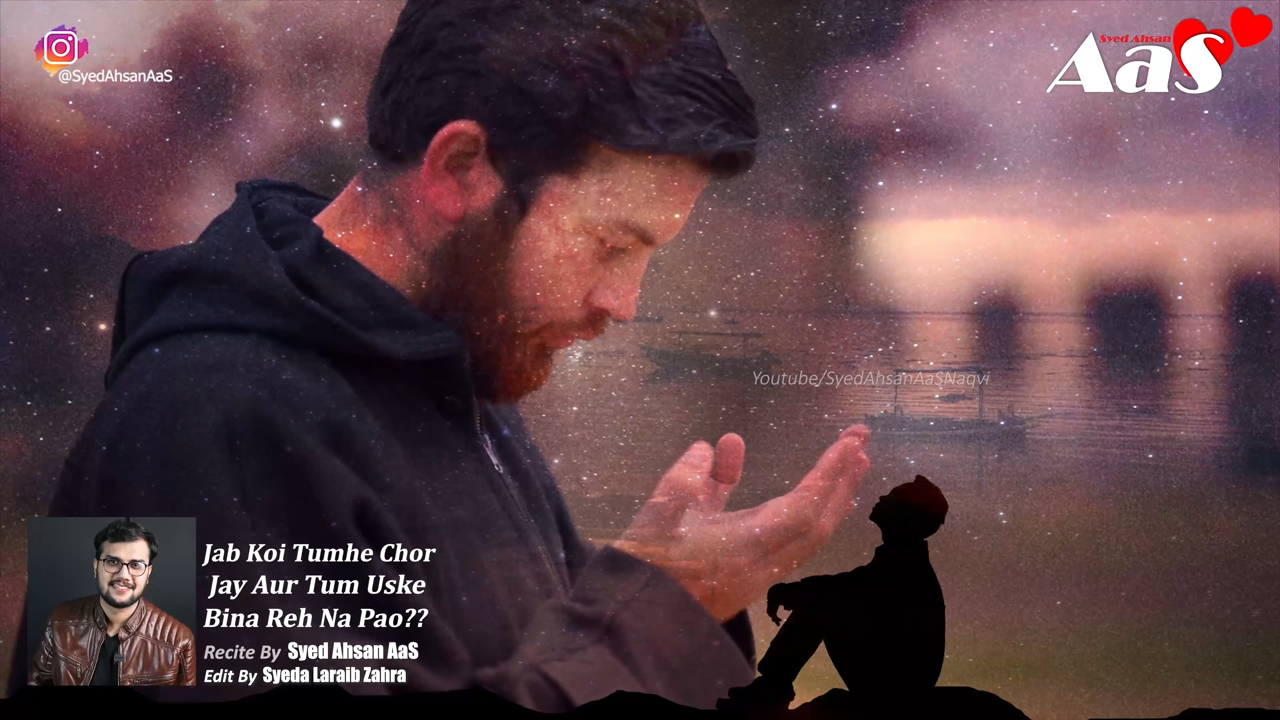 @SyedAhsanAaS
Syed Ahsan
AaS
Youtube/SyedAhsanAaSNaqvi
Jab Koi Tumhe Chor
Jay Aur Tum Uske
Bina Reh Na Pao??
Recite By Syed Ahsan AaS
Edit By Syeda Laraib Zahra